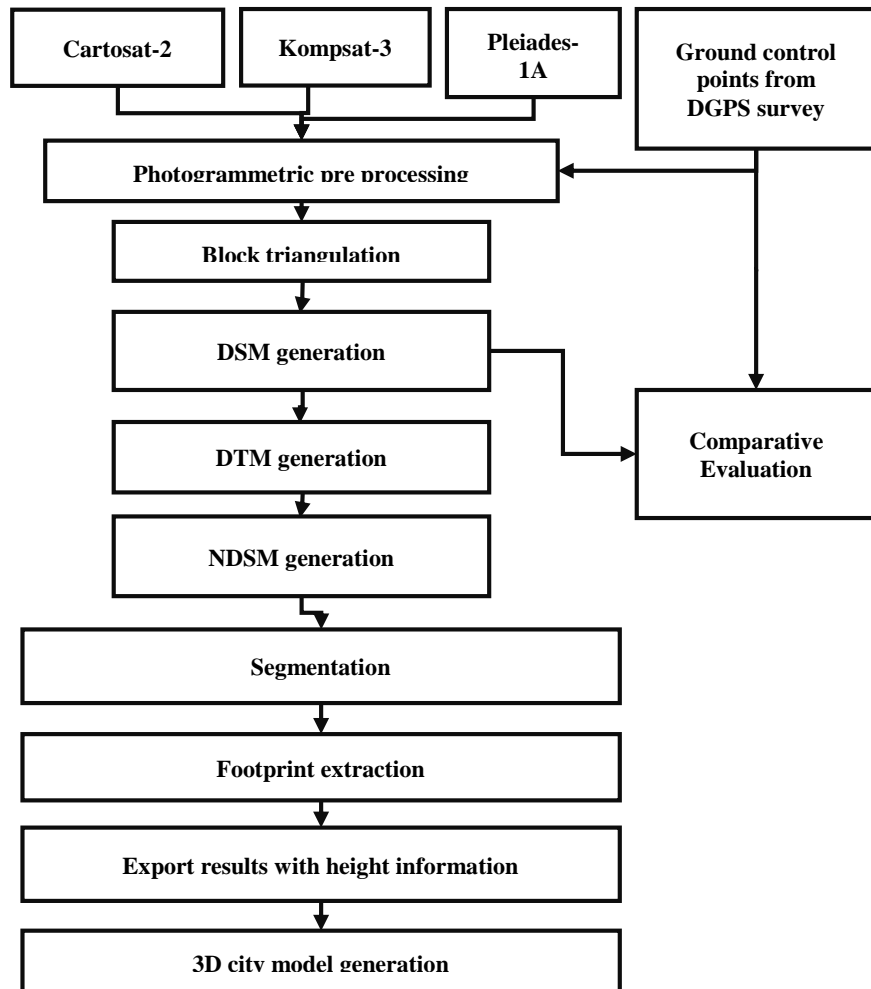 Cartosat-2
Kompsat-3
Pleiades-
1A
Ground control
points from
DGPS survey
Photogrammetric pre processing
Block triangulation
DSM generation
DTM generation
Comparative
Evaluation
NDSM generation
Segmentation
Footprint extraction
Export results with height information
3D city model generation